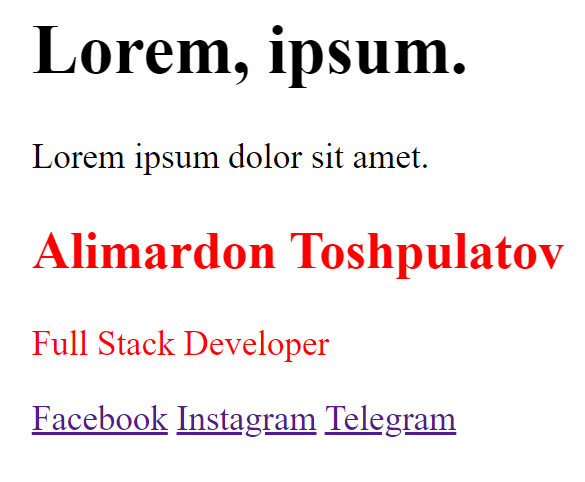 Lorem, ipsum.
Lorem ipsum dolor sit amet.
Alimardon Toshpulatov
Full Stack Developer
Facebook Instagram Telegram